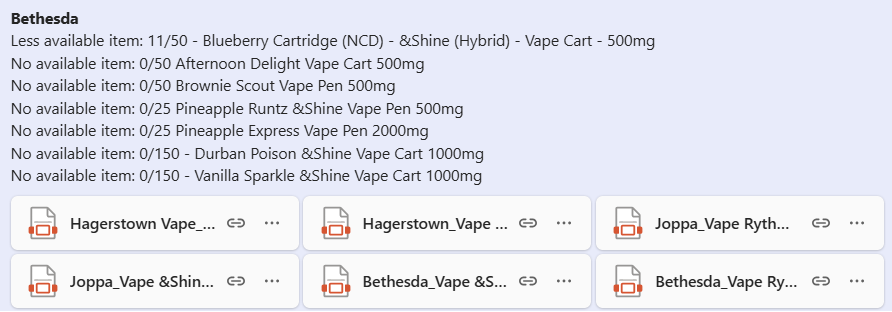 Bethesda
Less available item: 11/50 - Blueberry Cartridge (NCD) - &Shine (Hybrid) - Vape Cart - 500mg
No available item: 0/50 Afternoon Delight Vape Cart 500mg
No available item: 0/50 Brownie Scout Vape Pen 500mg
No available item: 0/25 Pineapple Runtz &Shine Vape Pen 500mg
No available item: 0/25 Pineapple Express Vape Pen 2000mg
No available item: 0/150 - Durban Poison &Shine Vape Cart 1000mg
No available item: 0/150 - Vanilla Sparkle &Shine Vape Cart 1000mg
Hagerstown Vape_...
Hagerstown_Vape ...
Joppa_Vape Ryth...
Joppa_Vape &Shin...
Bethesda_Vape &S...
Bethesda_Vape Ry...